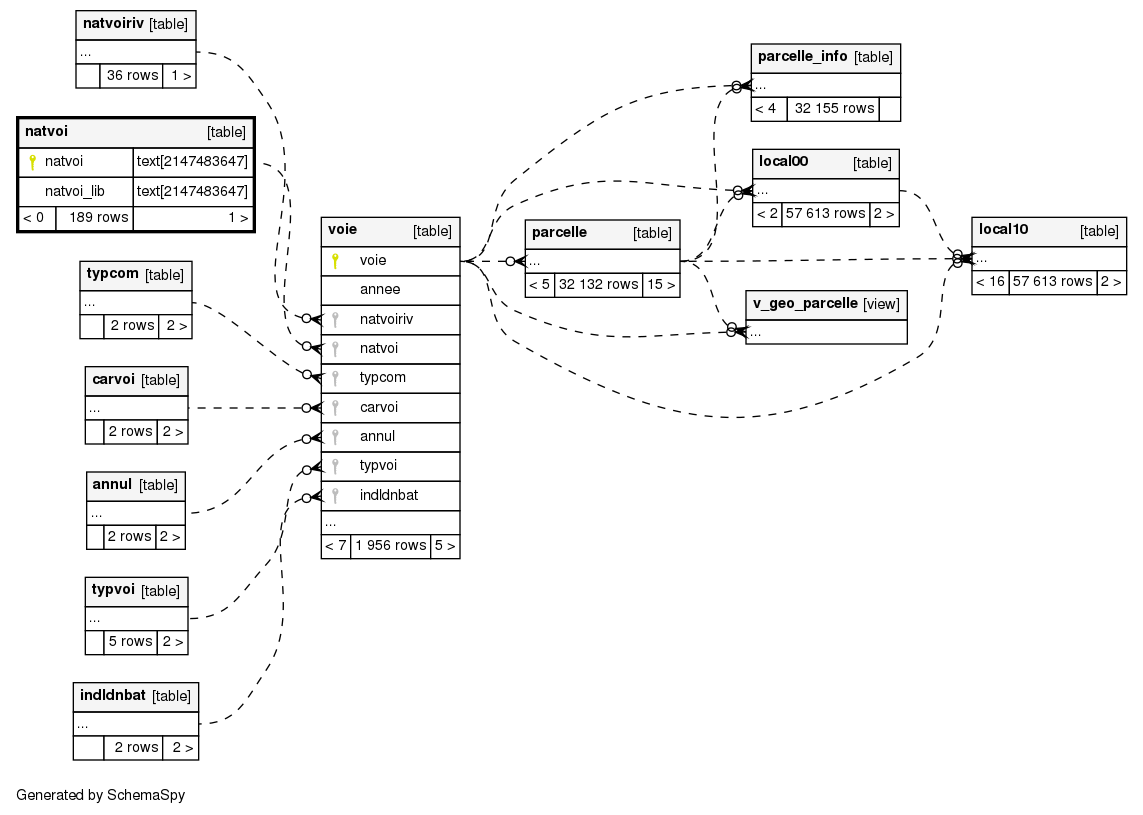 natvoiriv [table]
...
36 rows 1 >
natvoi [table]
natvoi text[2147483647]
natvoi_lib text[2147483647]
< 0 189 rows 1 >
typcom [table]
...
2 rows 2 >
carvoi [table]
...
2 rows 2 >
annul [table]
...
2 rows 2 >
typvoi [table]
...
5 rows 2 >
indldnbat [table]
...
2 rows 2 >
voie [table]
voie
annee
natvoiriv
natvoi
typcom
carvoi
annul
typvoi
indldnbat
...
< 7 1 956 rows 5 >
parcelle [table]
...
< 5 32 132 rows 15 >
parcelle_info [table]
...
< 4 32 155 rows
local00 [table]
...
< 2 57 613 rows 2 >
v_geo_parcelle [view]
...
local10 [table]
...
< 16 57 613 rows 2 >
Generated by SchemaSpy